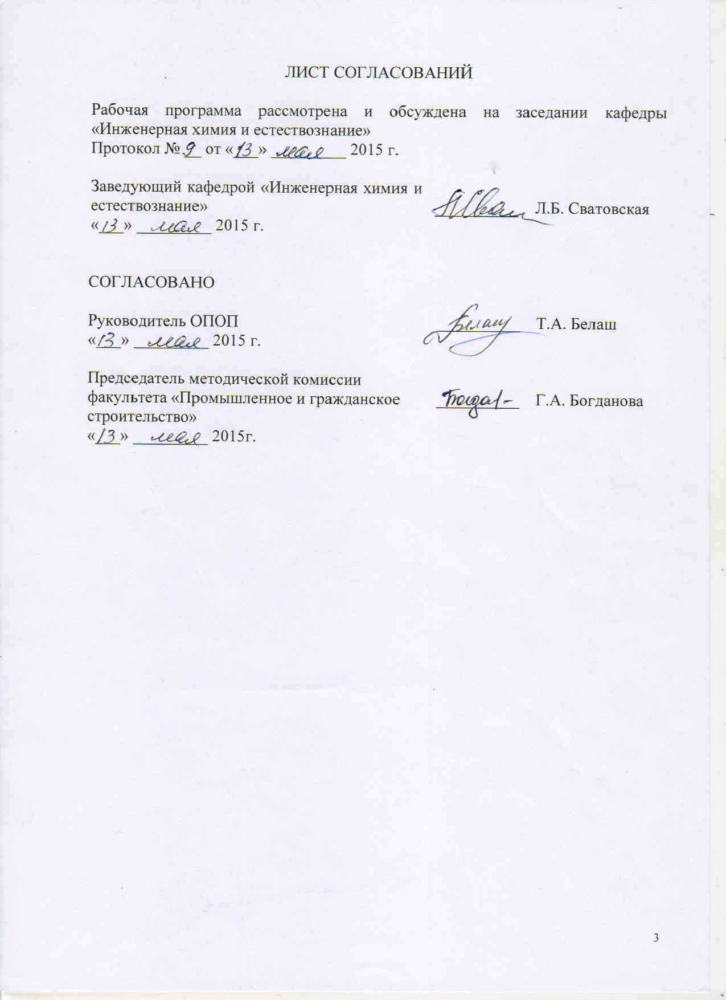 ЛИСТ СОГЛАСОВАНИЙ
Рабочая программа рассмотрена и обсуждена на заседании кафедры
«Инженерная химия и естествознание»
Протокол № 9 от «13» мая 2015 г.
Заведующий кафедрой «Инженерная химия и
естествознание» Л.Б. Сватовская
«13» мая 2015 г.
СОГЛАСОВАНО
Руководитель ОПОП Белаш Т.А. Белаш
«13» мая 2015 г.
Председатель методической комиссии
факультета «Промышленное и гражданское Г.А. Богданова
строительство»
«13» мая 2015г.
3